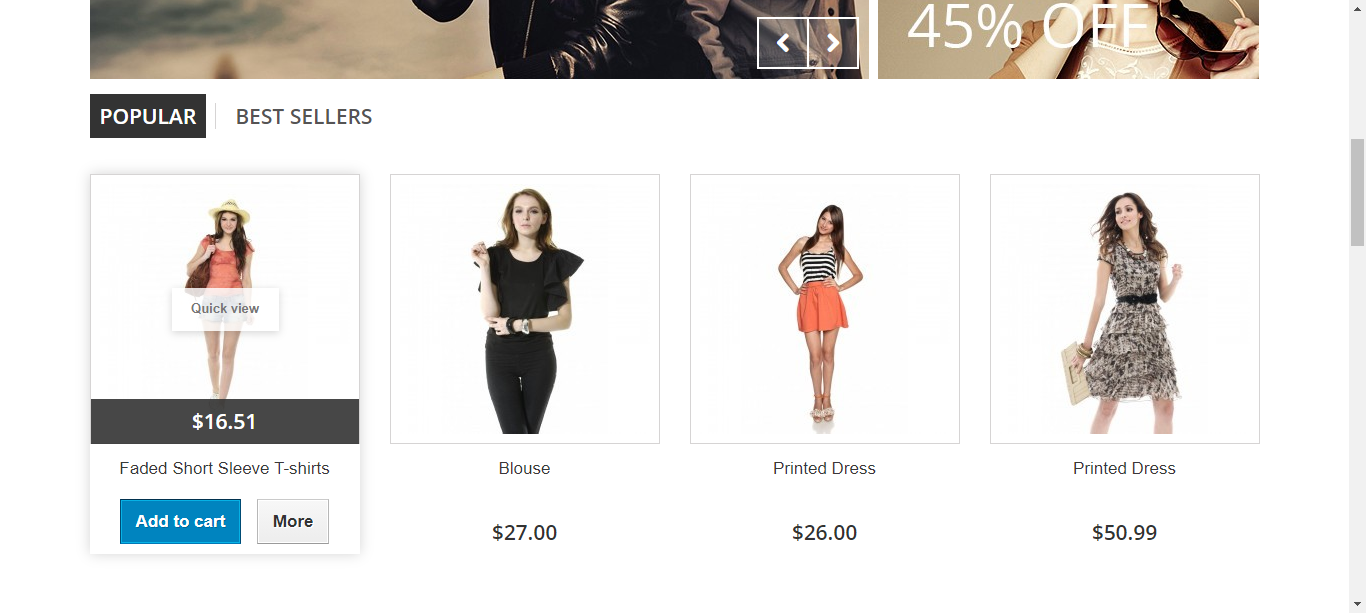 45% OFF
POPULAR
BEST SELLERS
Quick view
$16.51
Faded Short Sleeve T-shirts
Blouse
Printed Dress
Printed Dress
Add to cart
More
$27.00
$26.00
$50.99